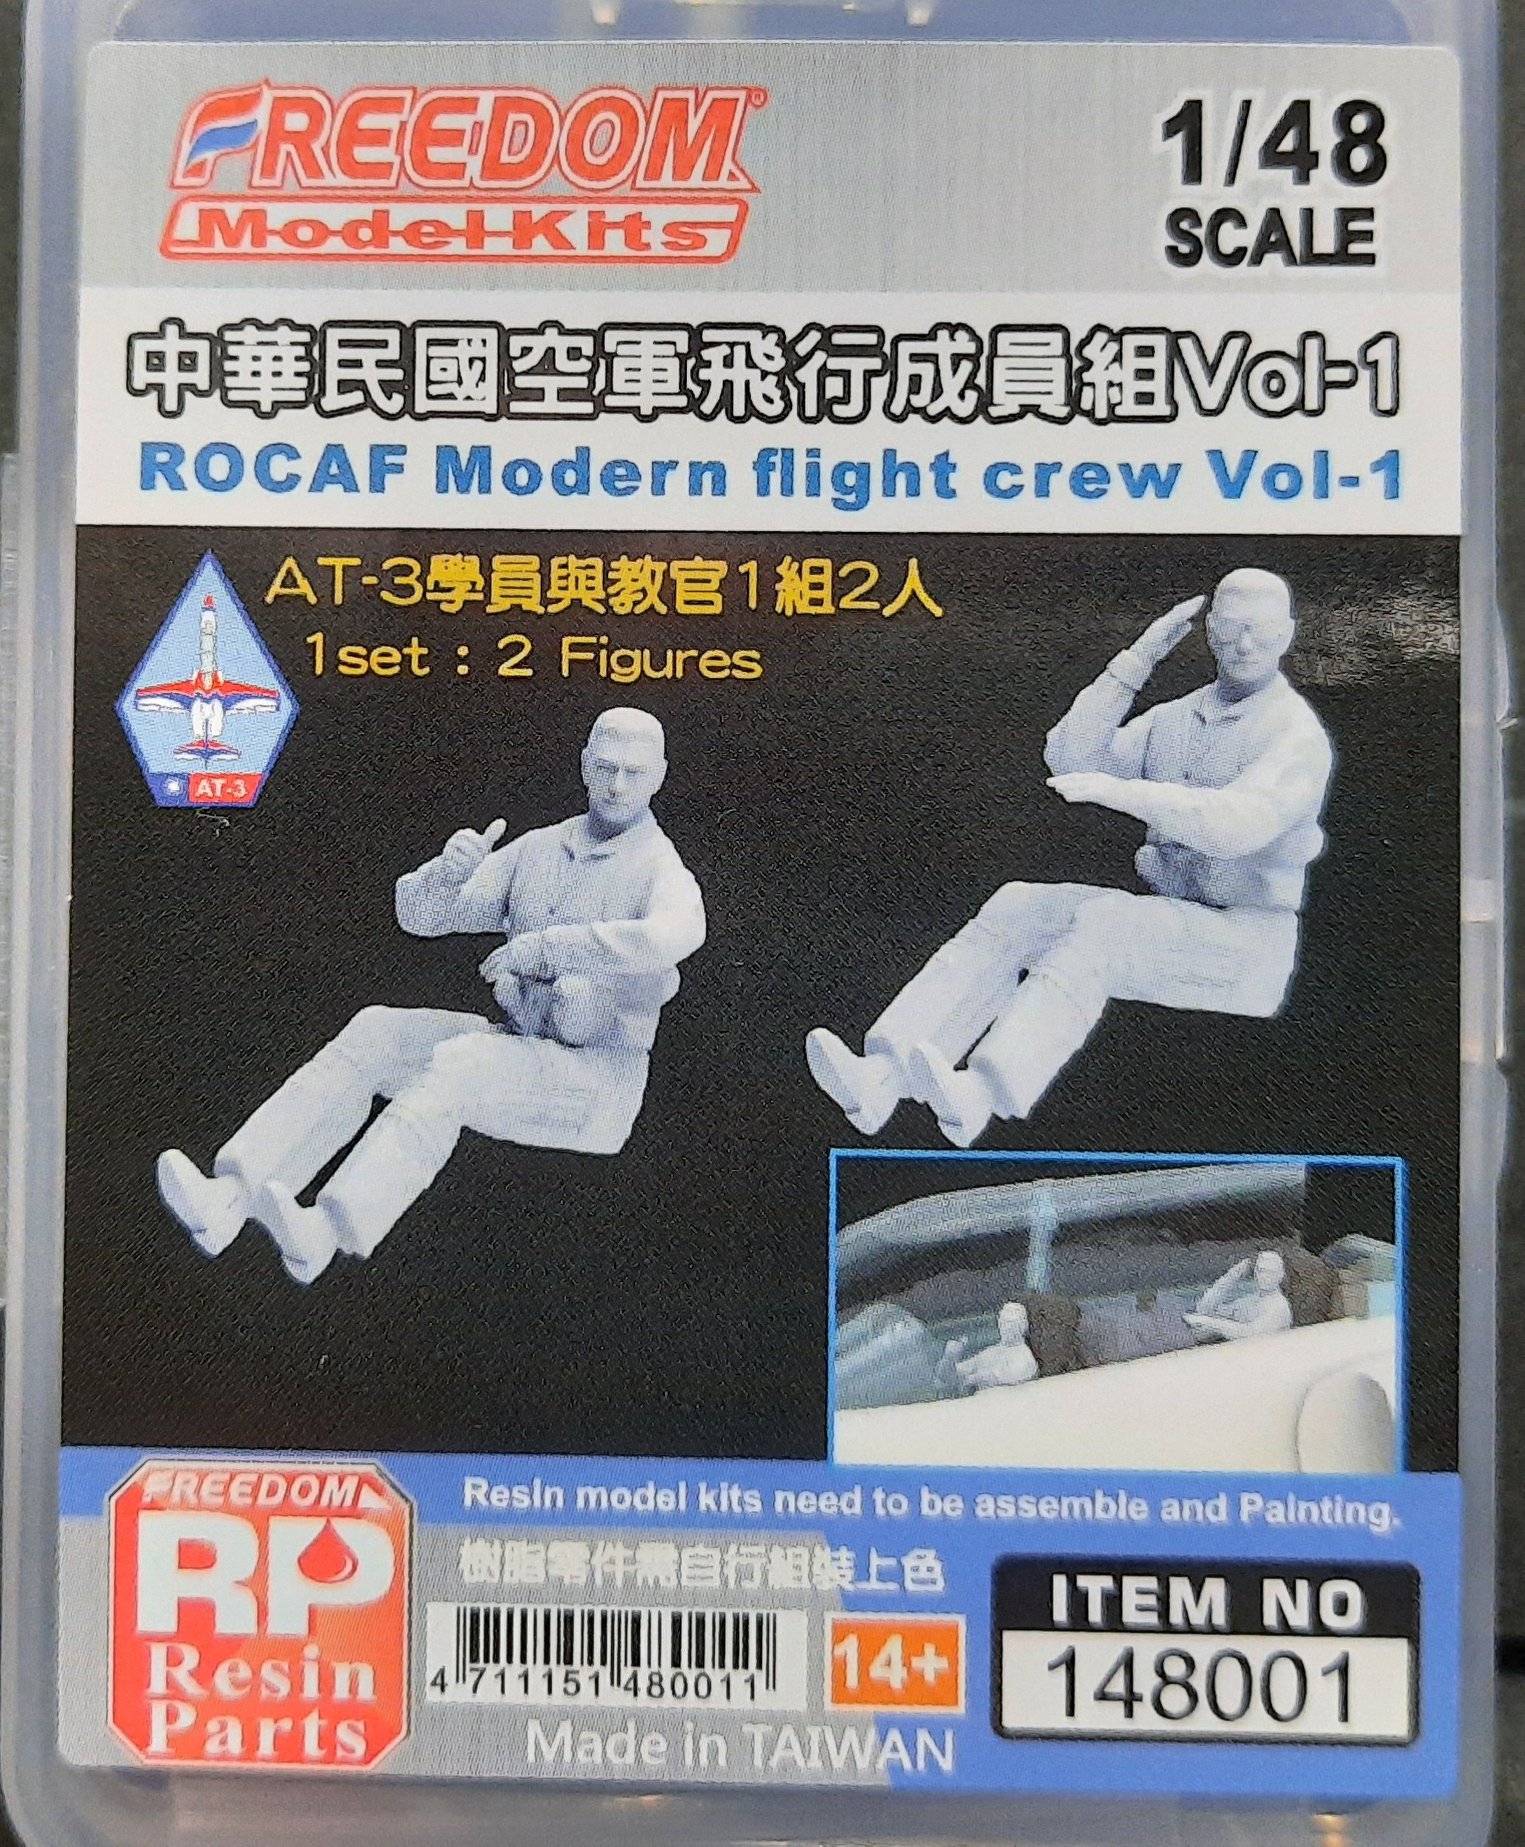 FREEDOM®
Model Kits
1/48
SCALE
中華民國空軍飛行成員組Vol-1
ROCAF Modern flight crew Vol-1
AT-3學員與教官1組2人
1set : 2 Figures
AT-3
FREEDOM
RP
Resin
Parts
Resin model kits need to be assemble and Painting.
樹脂零件需自行組裝上色
4 711151 480011
14+
Made in TAIWAN
ITEM NO
148001